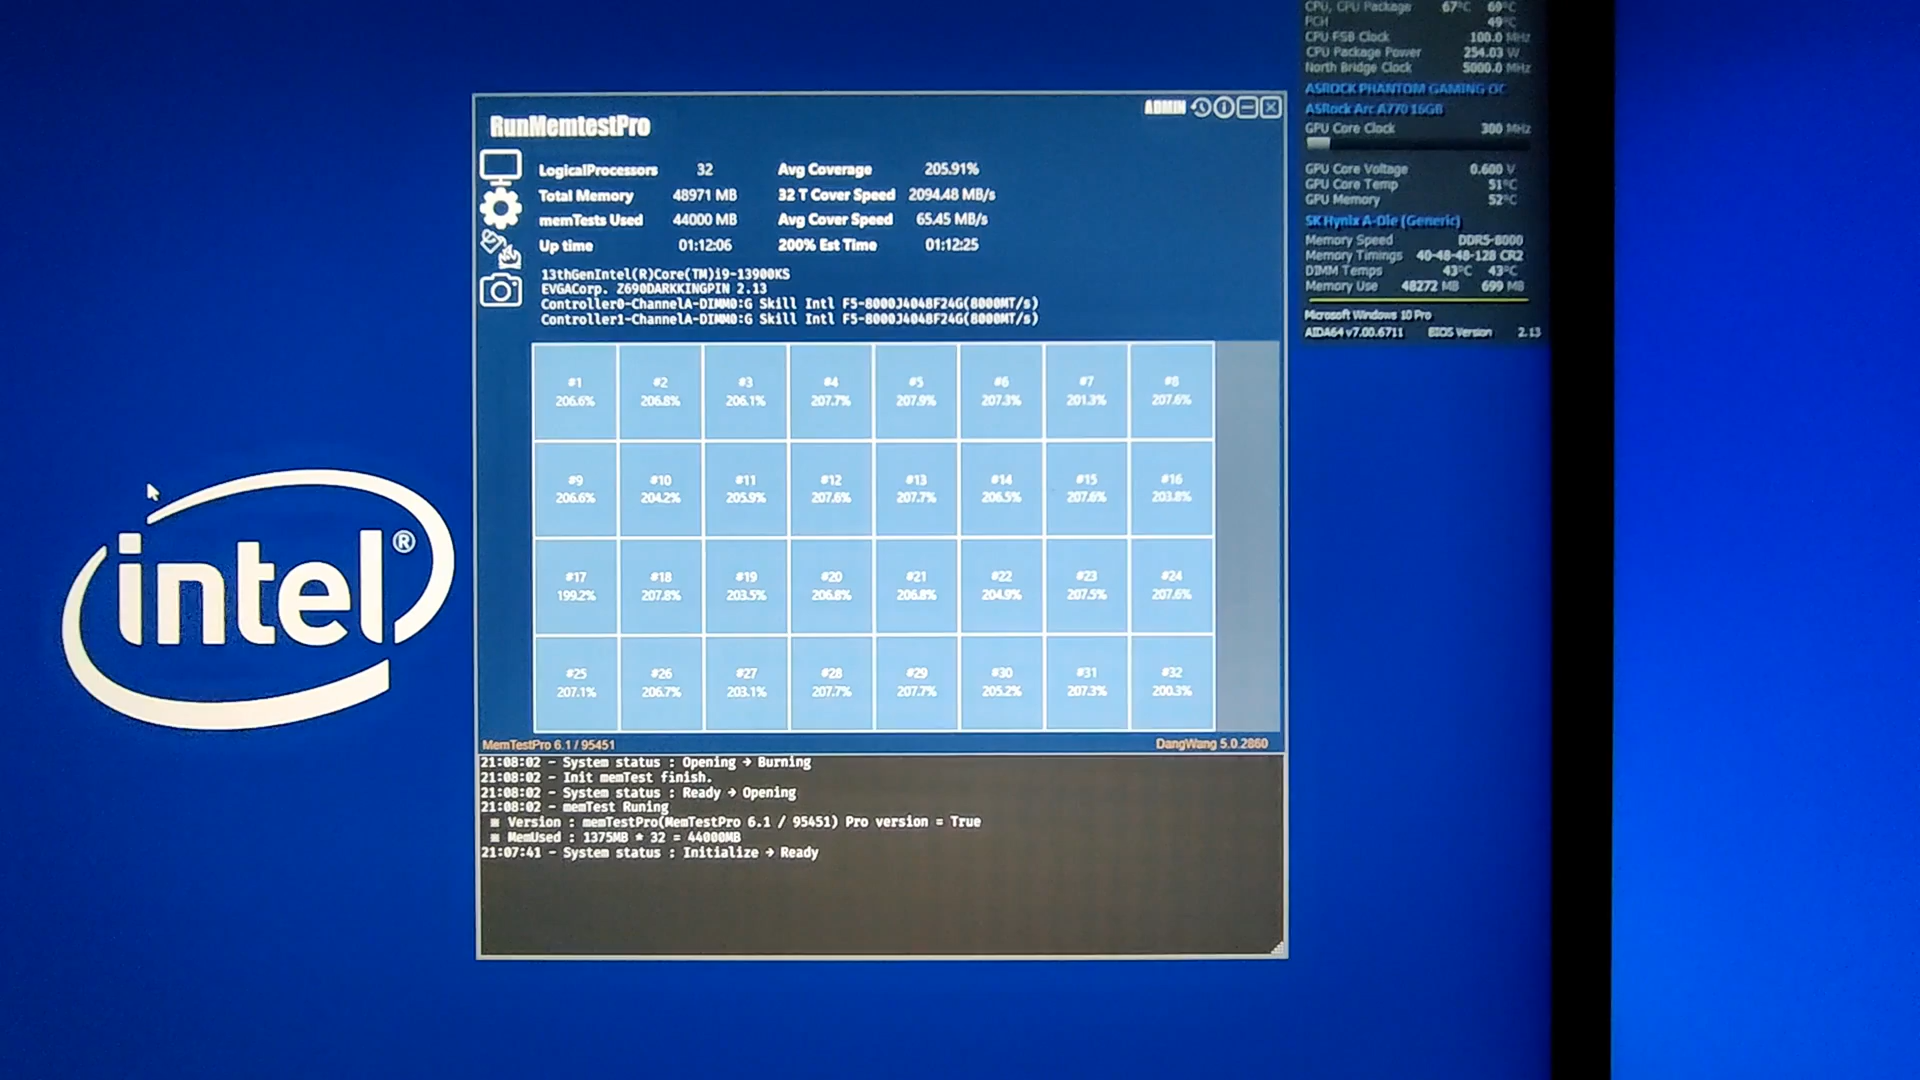 CPU, CPU Package 67°C 69°C
PCH 49°C
CPU FSB Clock 100.0 MHz
CPU Package Power 254.03 W
North Bridge Clock 5000.0 MHz
ASROCK PHANTOM GAMING OC
ASRock Arc A770 16GB
GPU Core Clock 300 MHz
GPU Core Voltage 0.600 V
GPU Core Temp 51°C
GPU Memory 52°C
SK Hynix A-Die (Generic)
Memory Speed DDR5-8000
Memory Timings 40-48-48-128 CR2
DIMM Temps 43°C 43°C
Memory Use 48272 MB 699 MB
Microsoft Windows 10 Pro
AIDA64 v7.00.6711 BIOS Version 2.13
ADMIN
RunMemtestPro
LogicalProcessors 32 Avg Coverage 205.91%
Total Memory 48971 MB 32 T Cover Speed 2094.48 MB/s
memTests Used 44000 MB Avg Cover Speed 65.45 MB/s
Up time 01:12:06 200% Est Time 01:12:25
13thGenIntel(R)Core(TM)i9-13900KS
EVGACorp. Z690DARKKINGPIN 2.13
Controller0-ChannelA-DIMM0:G Skill Intl F5-8000J4048F24G(8000MT/s)
Controller1-ChannelA-DIMM0:G Skill Intl F5-8000J4048F24G(8000MT/s)
#1 #2 #3 #4 #5 #6 #7 #8
206.6% 206.8% 206.1% 207.7% 207.9% 207.3% 201.3% 207.6%
#9 #10 #11 #12 #13 #14 #15 #16
206.6% 204.2% 205.9% 207.6% 207.7% 206.5% 207.6% 203.8%
#17 #18 #19 #20 #21 #22 #23 #24
199.2% 207.8% 203.5% 206.8% 206.8% 204.9% 207.5% 207.6%
#25 #26 #27 #28 #29 #30 #31 #32
207.1% 206.7% 203.1% 207.7% 207.7% 205.2% 207.3% 200.3%
MemTestPro 6.1 / 95451 DangWang 5.0.2860
21:08:02 - System status : Opening → Burning
21:08:02 - Init memTest finish.
21:08:02 - System status : Ready → Opening
21:08:02 - memTest Runing
▣ Version : memTestPro(MemTestPro 6.1 / 95451) Pro version = True
▣ MemUsed : 1375MB * 32 = 44000MB
21:07:41 - System status : Initialize → Ready
intel®